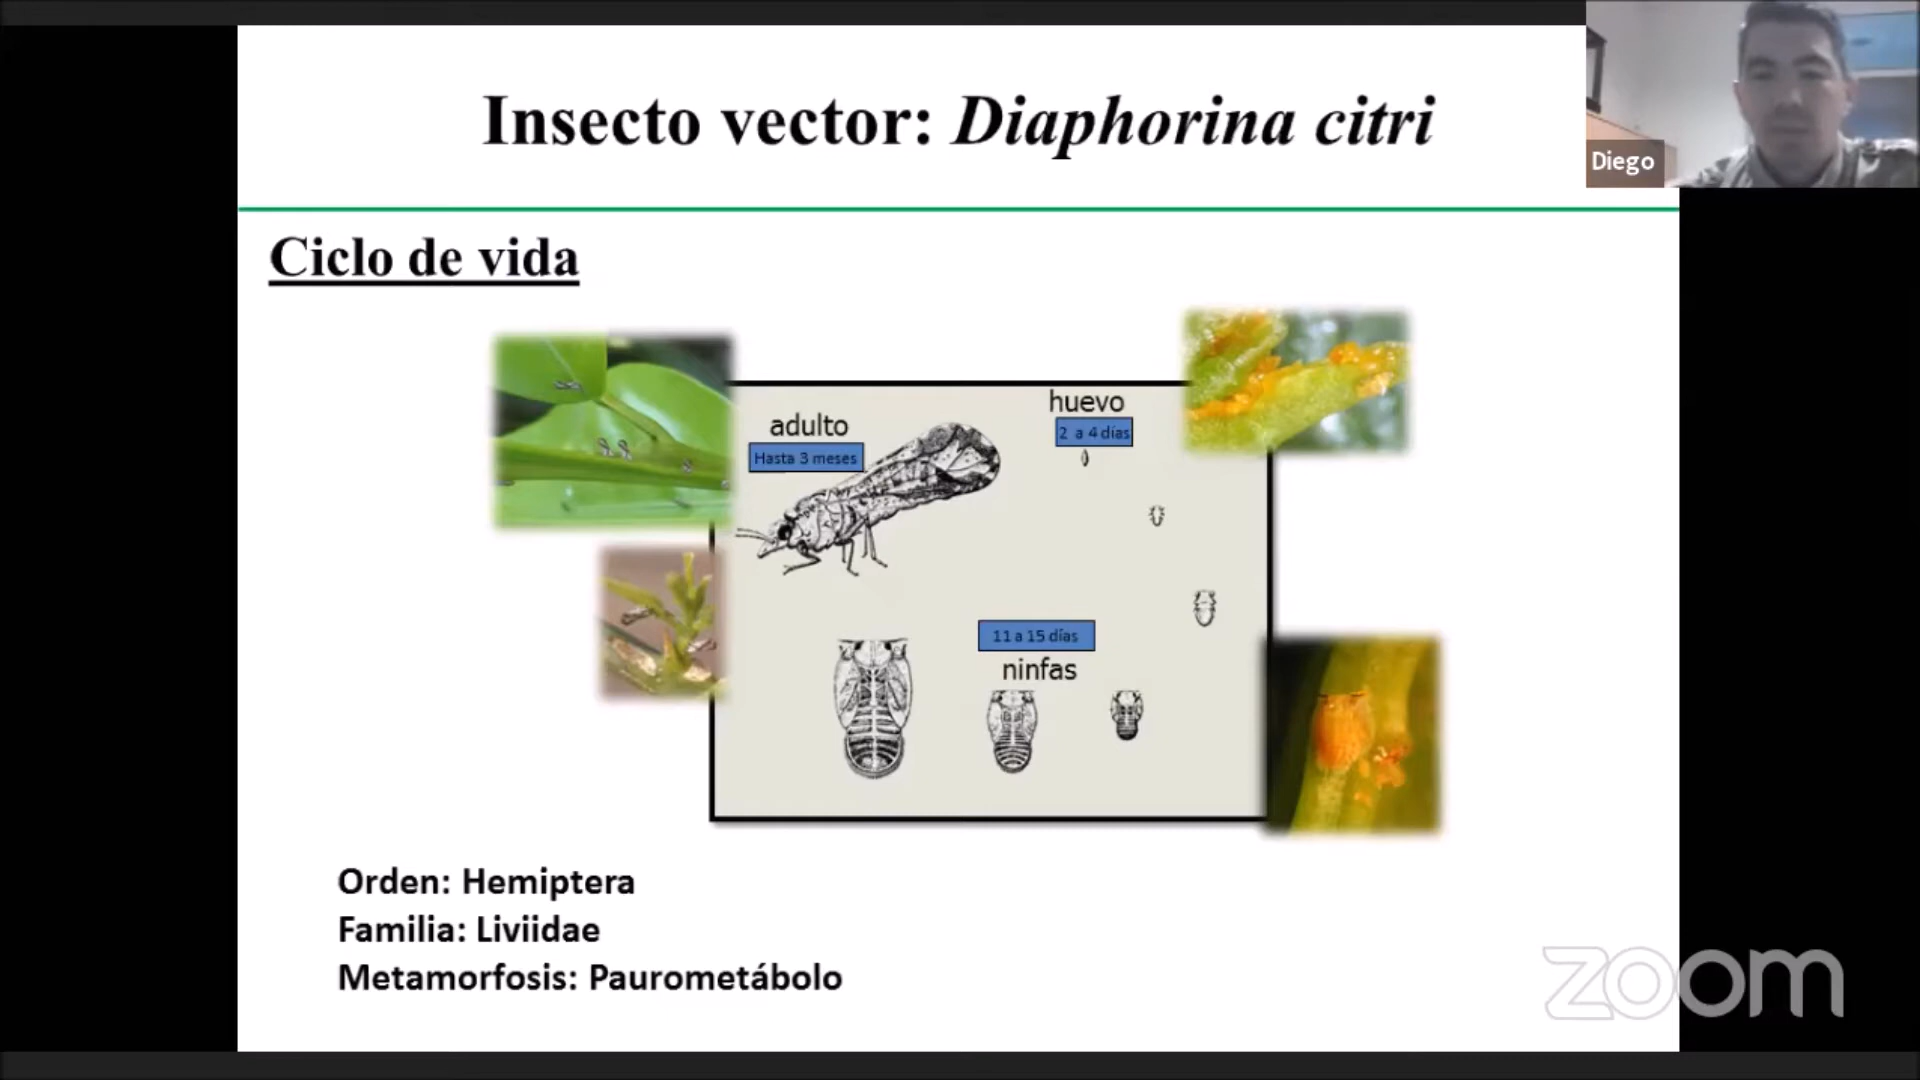 Insecto vector: Diaphorina citri
Diego
Ciclo de vida
adulto
Hasta 3 meses
huevo
2 a 4 días
11 a 15 días
ninfas
Orden: Hemiptera
Familia: Liviidae
Metamorfosis: Paurometábolo
zoom